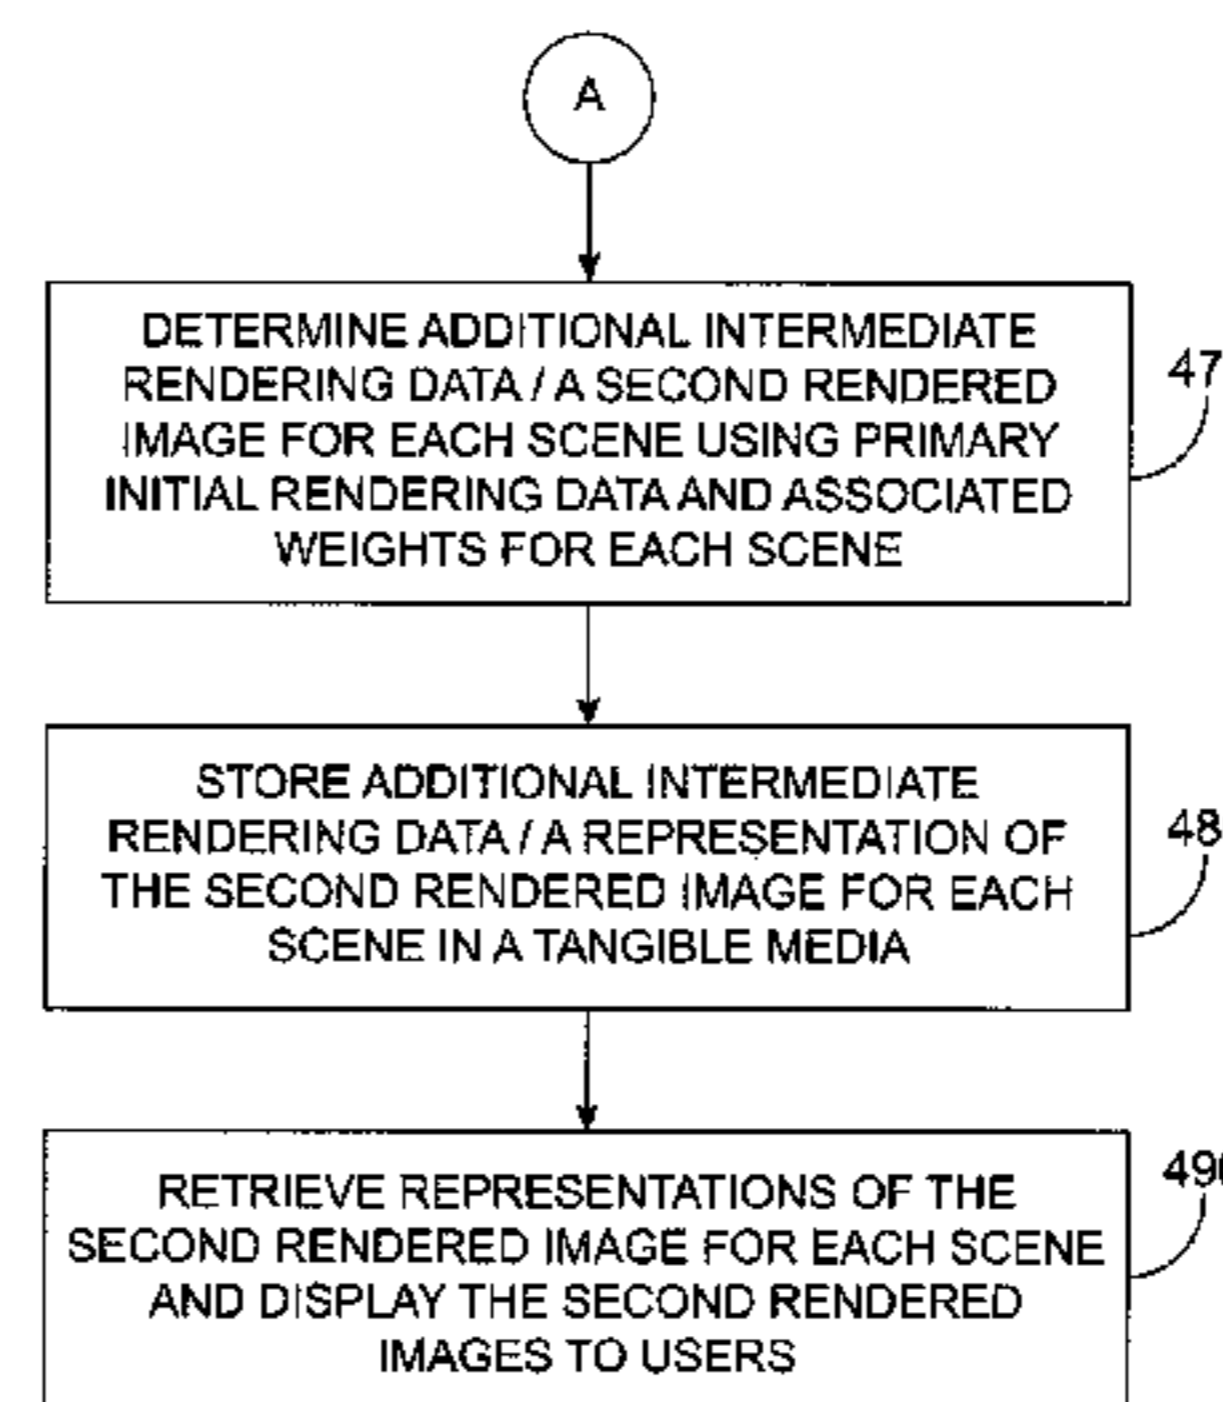 A
DETERMINE ADDITIONAL INTERMEDIATE
RENDERING DATA / A SECOND RENDERED
IMAGE FOR EACH SCENE USING PRIMARY
INITIAL RENDERING DATA AND ASSOCIATED
WEIGHTS FOR EACH SCENE
47
STORE ADDITIONAL INTERMEDIATE
RENDERING DATA / A REPRESENTATION OF
THE SECOND RENDERED IMAGE FOR EACH
SCENE IN A TANGIBLE MEDIA
48
RETRIEVE REPRESENTATIONS OF THE
SECOND RENDERED IMAGE FOR EACH SCENE
AND DISPLAY THE SECOND RENDERED
IMAGES TO USERS
490